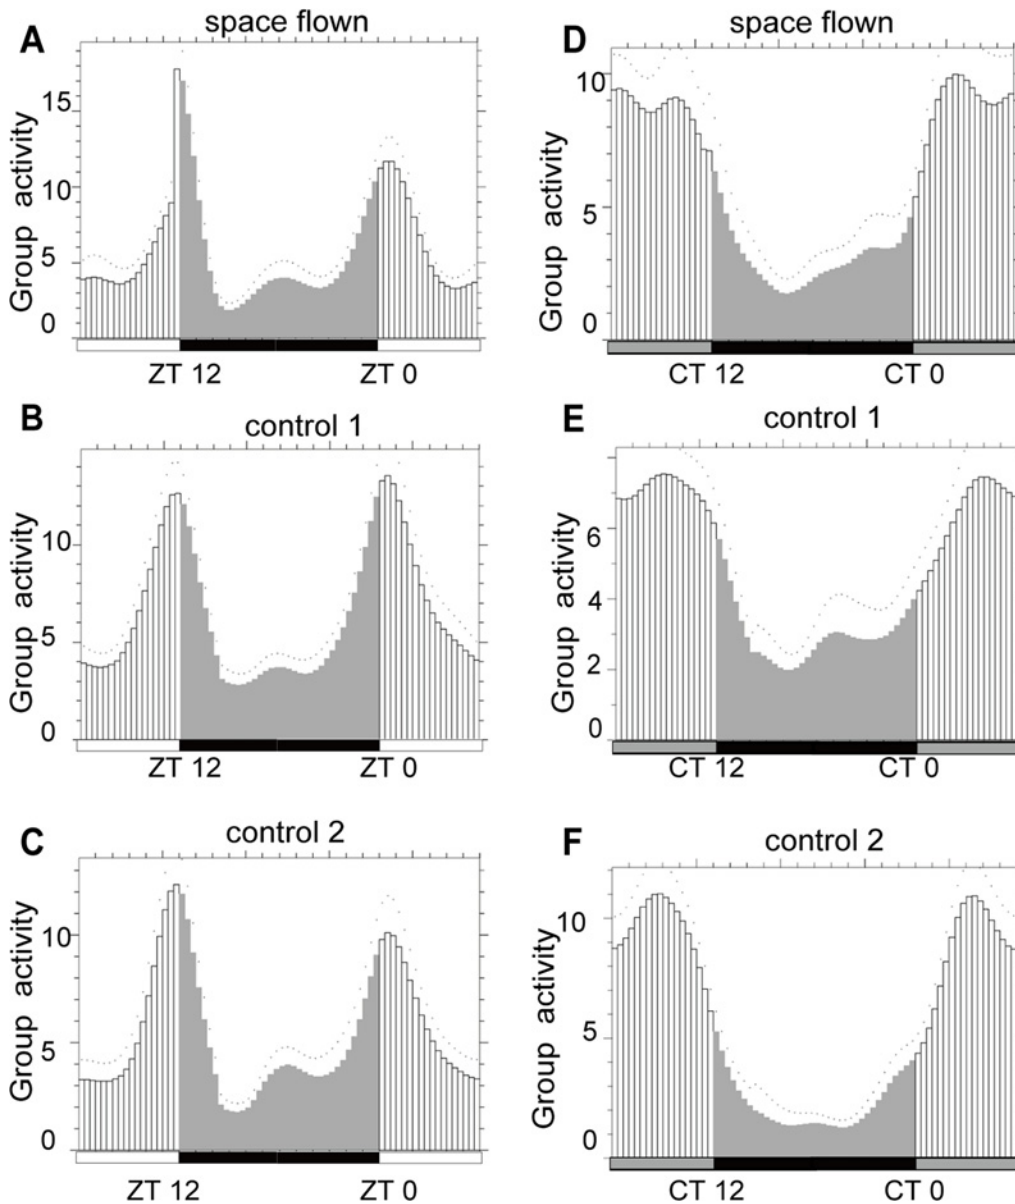 A
space flown
Group activity
15
10
5
0
ZT 12
ZT 0
B
control 1
Group activity
10
5
0
ZT 12
ZT 0
C
control 2
Group activity
10
5
0
ZT 12
ZT 0
D
space flown
Group activity
10
5
0
CT 12
CT 0
E
control 1
Group activity
6
4
2
0
CT 12
CT 0
F
control 2
Group activity
10
5
0
CT 12
CT 0